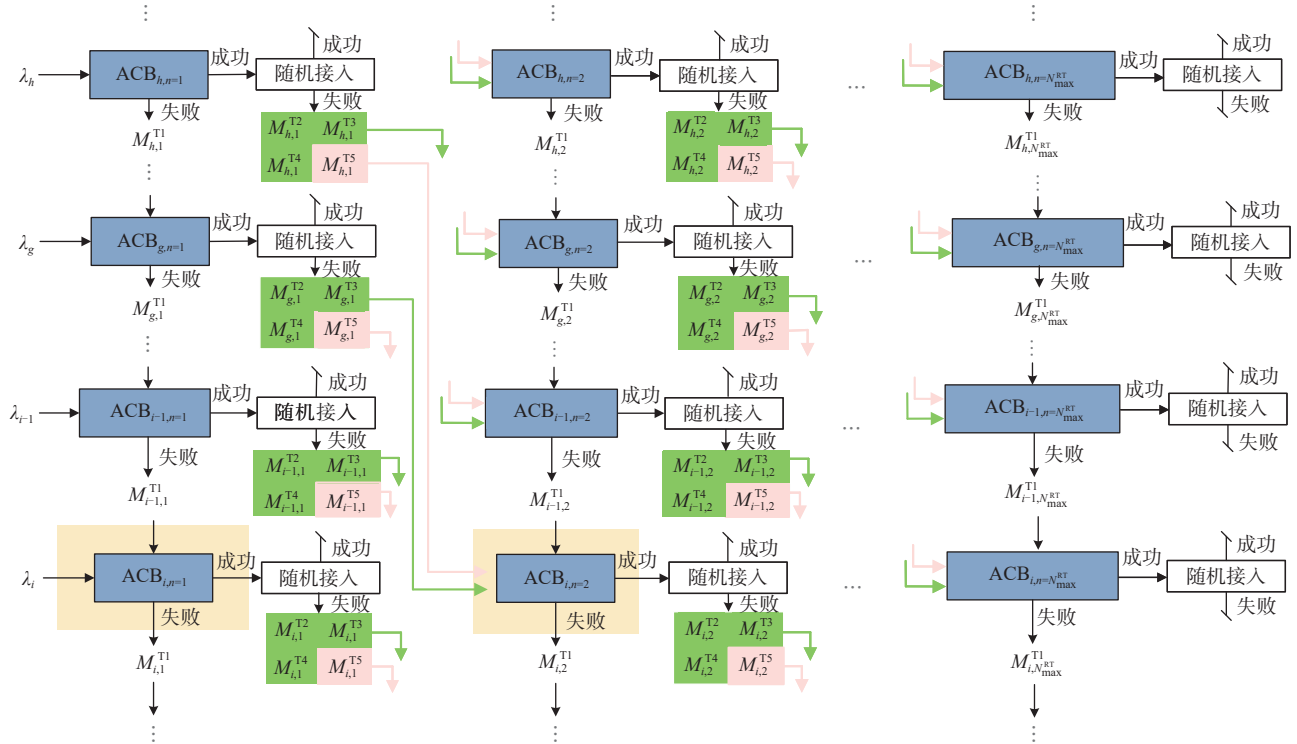 ⋮ ⋮ ⋮
成功 成功 成功
λ_h ACB_{h,n=1} 成功 随机接入 ACB_{h,n=2} 成功 随机接入 … ACB_{h,n=N_{max}^{RT}} 成功 随机接入
失败 失败 失败 失败 失败 失败
M_{h,1}^{T1} M_{h,1}^{T2} M_{h,1}^{T3} M_{h,2}^{T1} M_{h,2}^{T2} M_{h,2}^{T3} M_{h,N_{max}^{RT}}^{T1}
M_{h,1}^{T4} M_{h,1}^{T5} M_{h,2}^{T4} M_{h,2}^{T5}
⋮ ⋮ ⋮
成功 成功 成功
λ_g ACB_{g,n=1} 成功 随机接入 ACB_{g,n=2} 成功 随机接入 … ACB_{g,n=N_{max}^{RT}} 成功 随机接入
失败 失败 失败 失败 失败 失败
M_{g,1}^{T1} M_{g,1}^{T2} M_{g,1}^{T3} M_{g,2}^{T1} M_{g,2}^{T2} M_{g,2}^{T3} M_{g,N_{max}^{RT}}^{T1}
M_{g,1}^{T4} M_{g,1}^{T5} M_{g,2}^{T4} M_{g,2}^{T5}
⋮ ⋮ ⋮
成功 成功 成功
λ_{i−1} ACB_{i−1,n=1} 成功 随机接入 ACB_{i−1,n=2} 成功 随机接入 … ACB_{i−1,n=N_{max}^{RT}} 成功 随机接入
失败 失败 失败 失败 失败 失败
M_{i−1,1}^{T1} M_{i−1,1}^{T2} M_{i−1,1}^{T3} M_{i−1,2}^{T1} M_{i−1,2}^{T2} M_{i−1,2}^{T3} M_{i−1,N_{max}^{RT}}^{T1}
M_{i−1,1}^{T4} M_{i−1,1}^{T5} M_{i−1,2}^{T4} M_{i−1,2}^{T5}
成功 成功 成功
λ_i ACB_{i,n=1} 成功 随机接入 ACB_{i,n=2} 成功 随机接入 … ACB_{i,n=N_{max}^{RT}} 成功 随机接入
失败 失败 失败 失败 失败 失败
M_{i,1}^{T1} M_{i,1}^{T2} M_{i,1}^{T3} M_{i,2}^{T1} M_{i,2}^{T2} M_{i,2}^{T3} M_{i,N_{max}^{RT}}^{T1}
M_{i,1}^{T4} M_{i,1}^{T5} M_{i,2}^{T4} M_{i,2}^{T5}
⋮ ⋮ ⋮